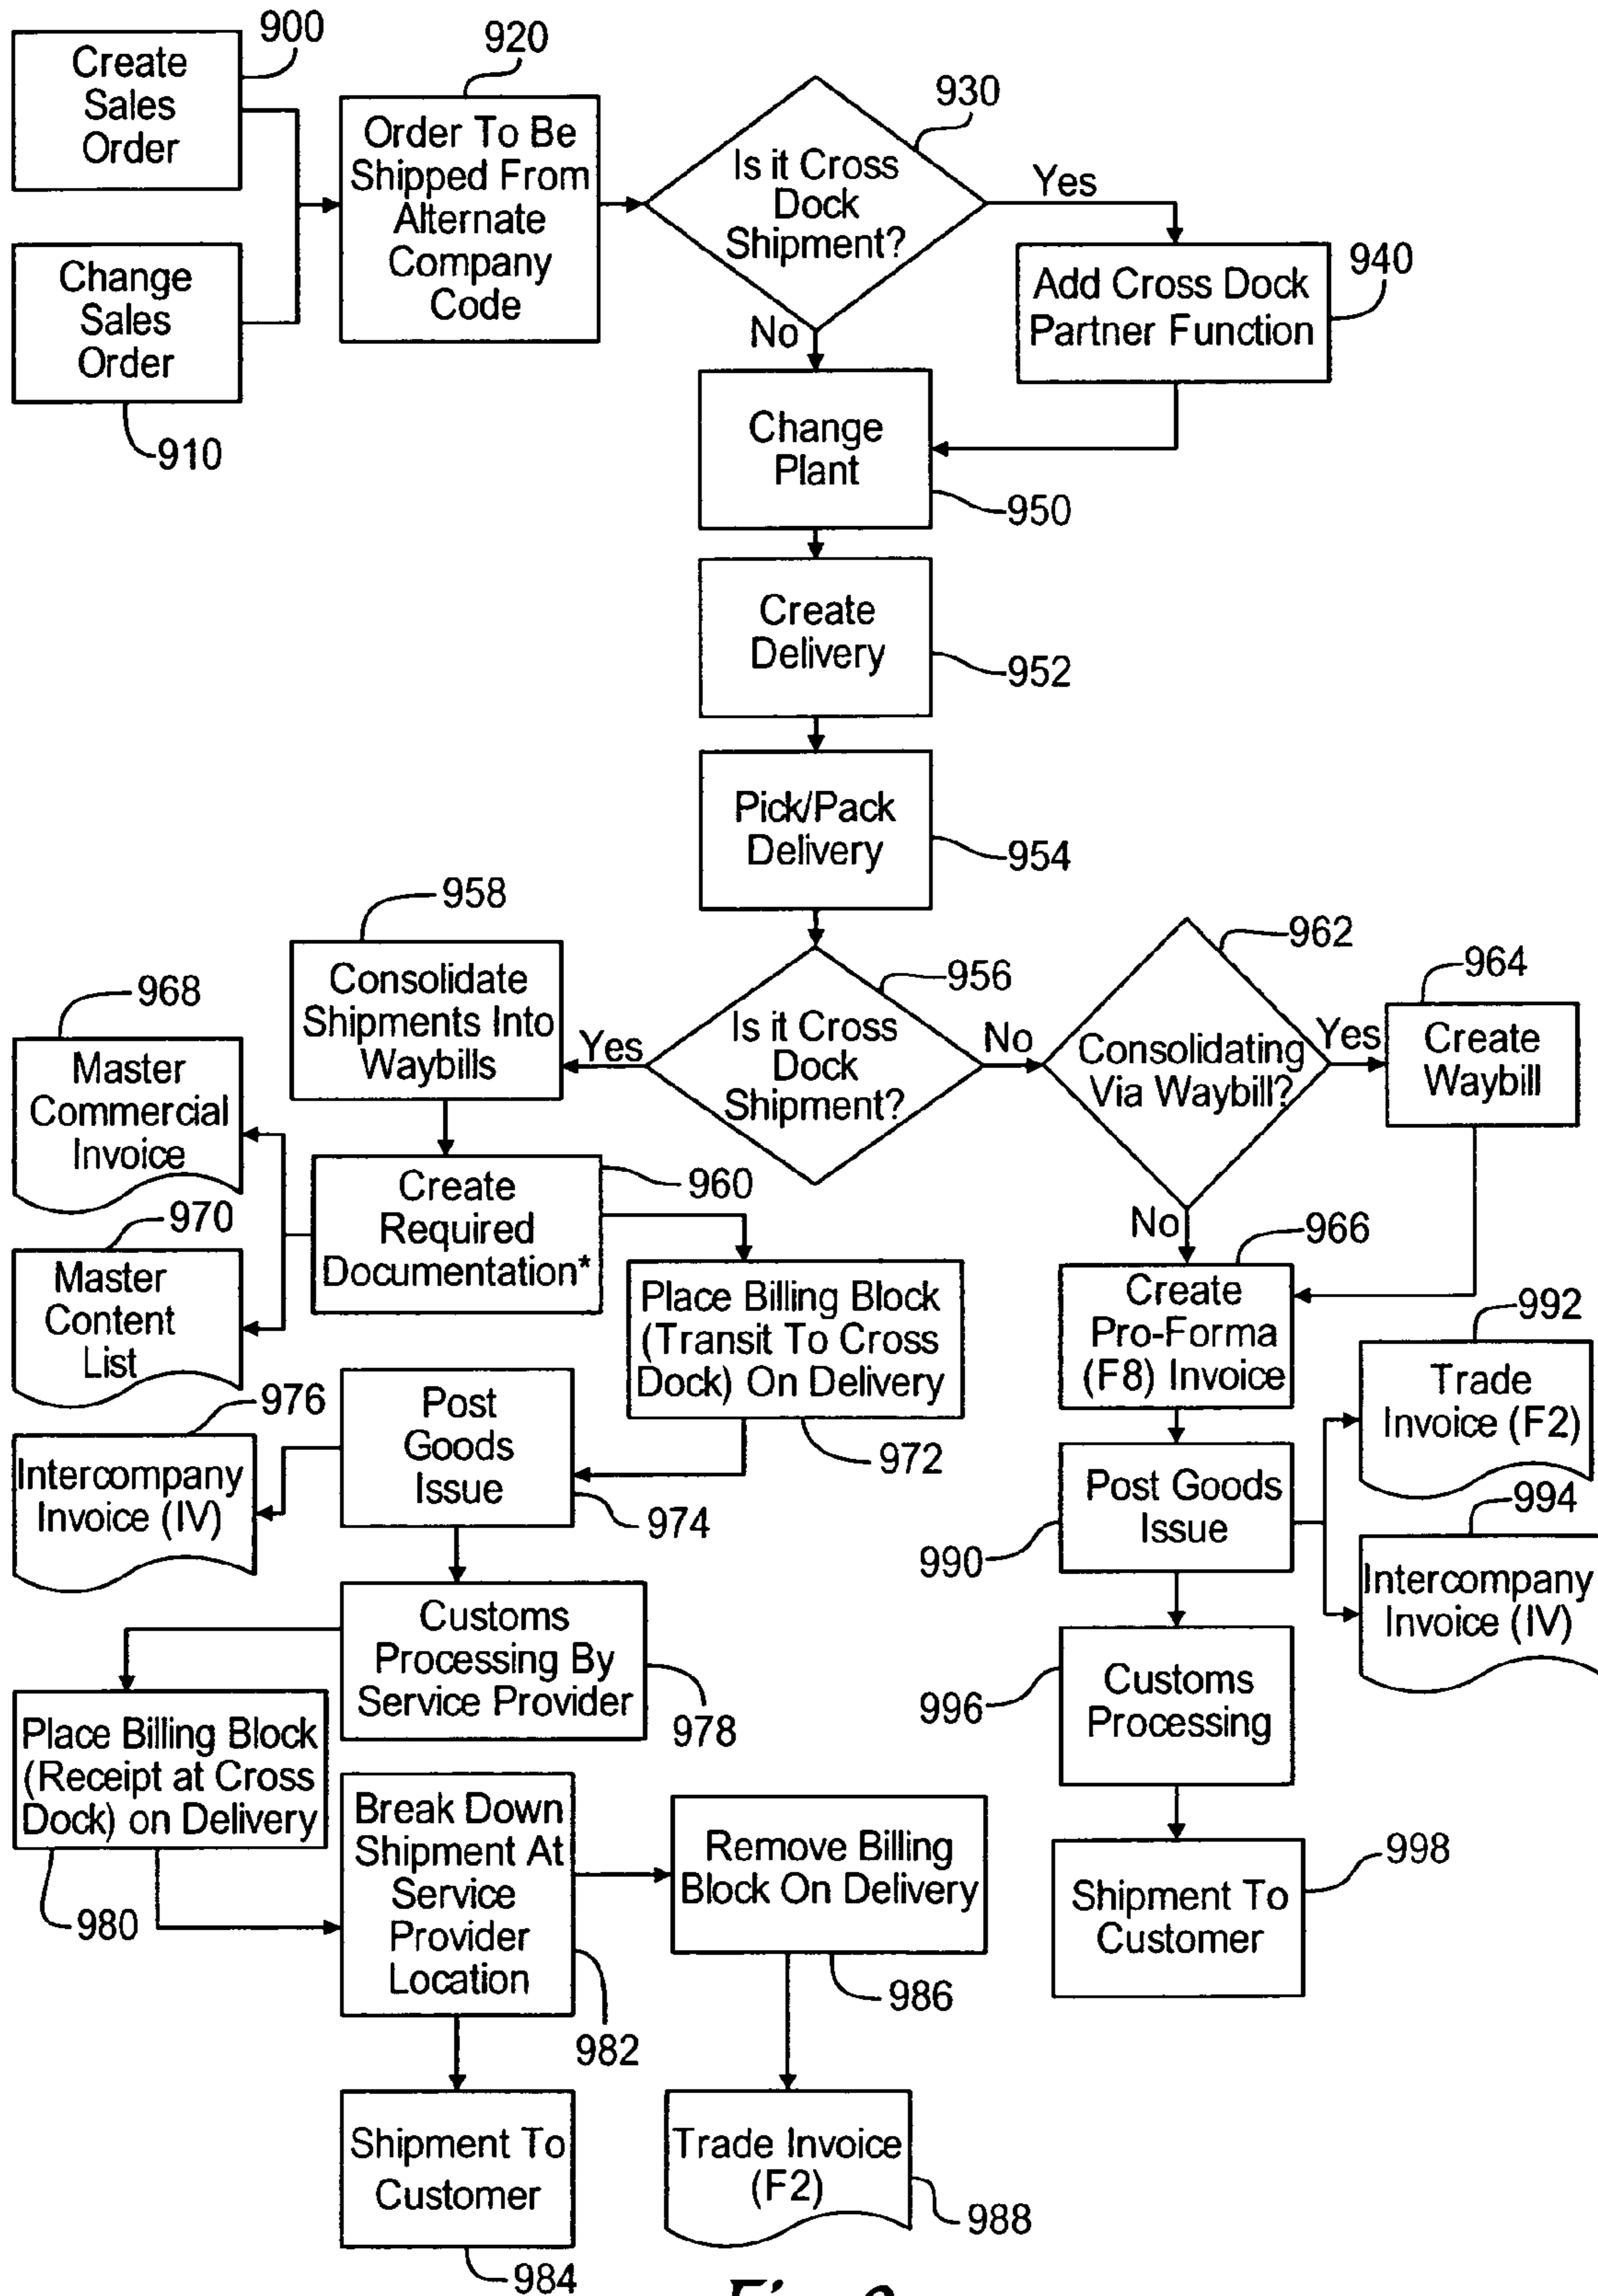 900
Create
Sales
Order
Change
Sales
Order
910
920
Order To Be
Shipped From
Alternate
Company
Code
930
Is it Cross
Dock
Shipment?
Yes
No
940
Add Cross Dock
Partner Function
Change
Plant
950
Create
Delivery
952
Pick/Pack
Delivery
954
956
Is it Cross
Dock
Shipment?
Yes
No
958
Consolidate
Shipments Into
Waybills
960
Create
Required
Documentation*
968
Master
Commercial
Invoice
970
Master
Content
List
Place Billing Block
(Transit To Cross
Dock) On Delivery
972
Post
Goods
Issue
974
976
Intercompany
Invoice (IV)
Customs
Processing By
Service Provider
978
Place Billing Block
(Receipt at Cross
Dock) on Delivery
980
Break Down
Shipment At
Service
Provider
Location
982
Shipment To
Customer
984
Remove Billing
Block On Delivery
986
Trade Invoice
(F2)
988
962
Consolidating
Via Waybill?
Yes
No
964
Create
Waybill
966
Create
Pro-Forma
(F8) Invoice
Post Goods
Issue
990
992
Trade
Invoice (F2)
994
Intercompany
Invoice (IV)
Customs
Processing
996
Shipment To
Customer
998